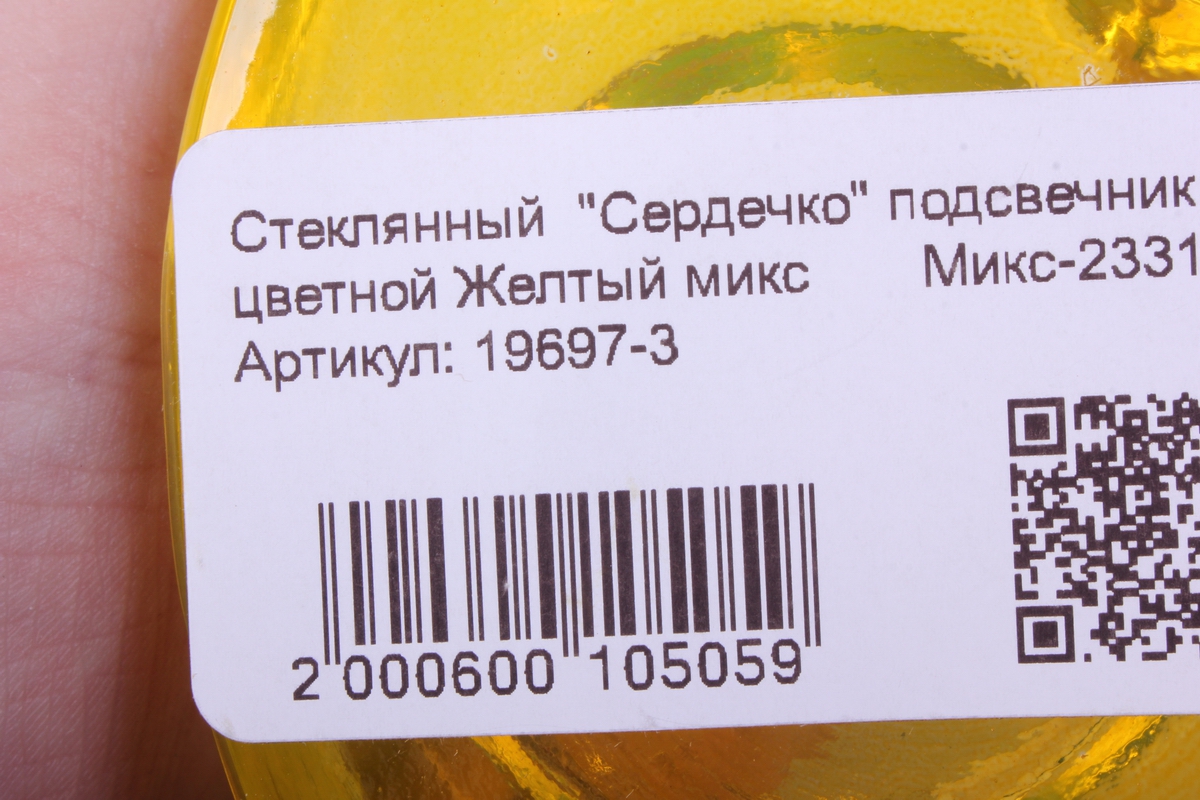 Стеклянный "Сердечко" подсвечник
цветной Желтый микс Микс-2331
Артикул: 19697-3
2 000600 105059